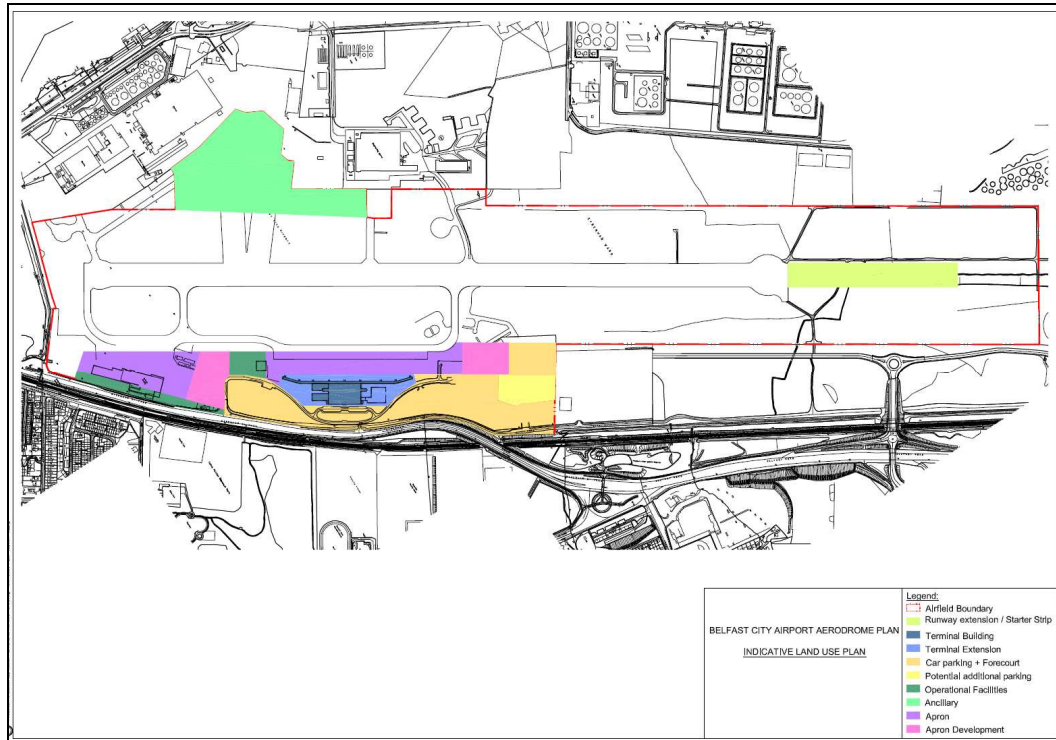 BELFAST CITY AIRPORT AERODROME PLAN
INDICATIVE LAND USE PLAN
Legend:
Airfield Boundary
Runway extension / Starter Strip
Terminal Building
Terminal Extension
Car parking + Forecourt
Potential additional parking
Operational Facilities
Ancillary
Apron
Apron Development